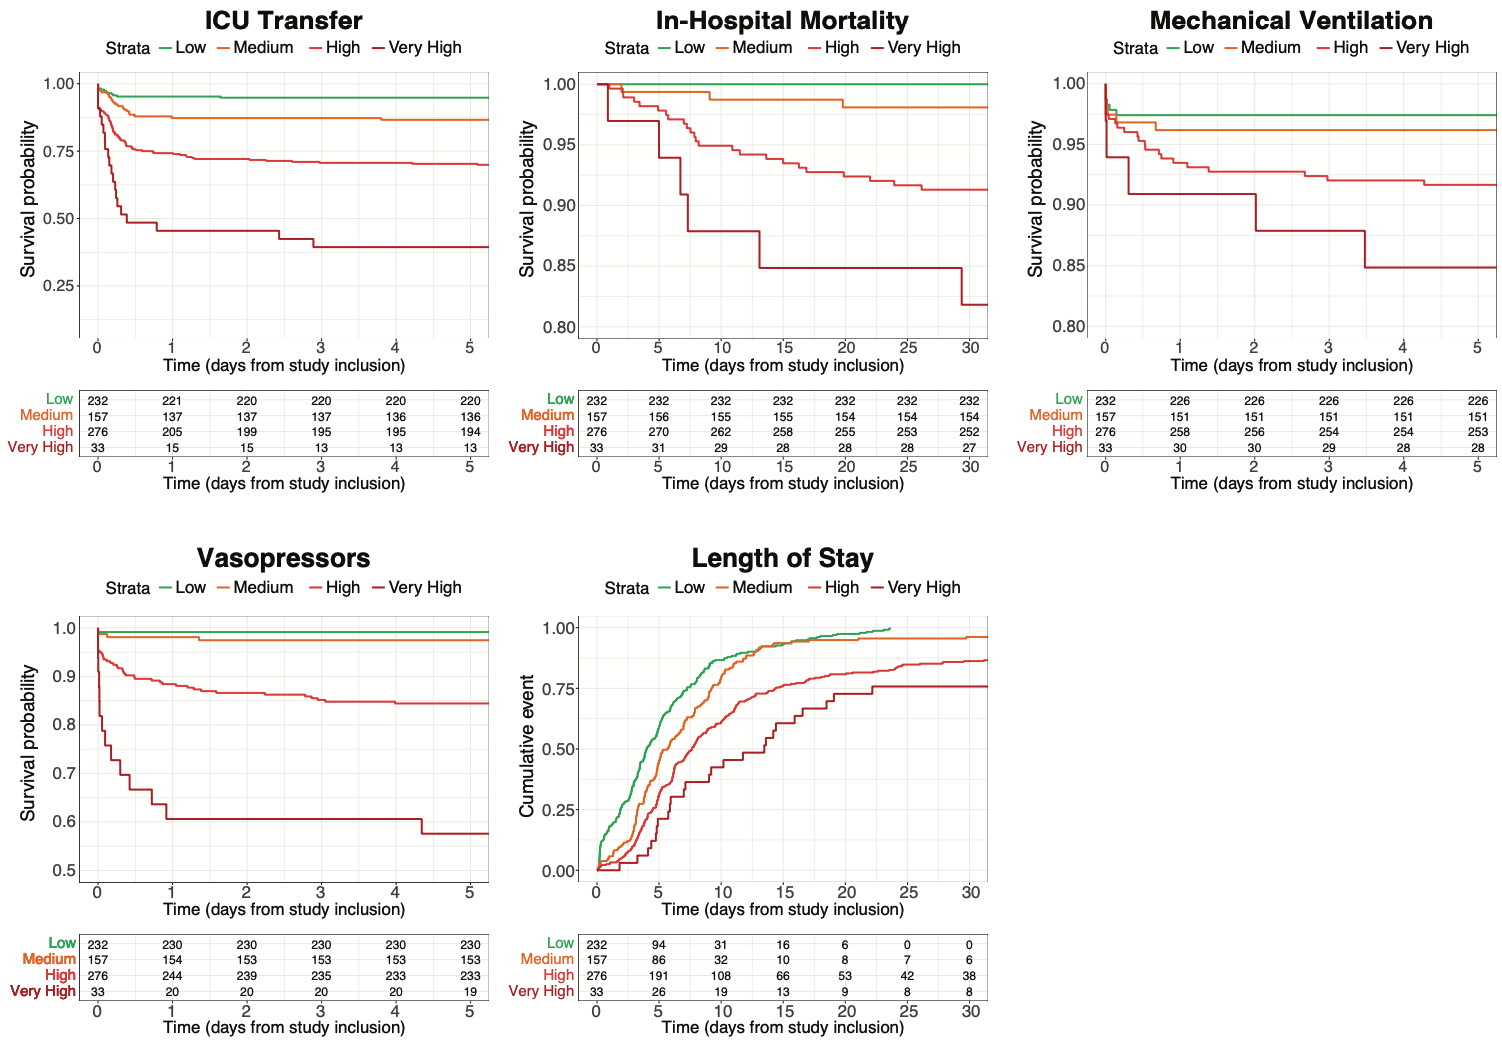 ICU Transfer
Strata Low Medium High Very High
1.00
0.75
0.50
0.25
Survival probability
0 1 2 3 4 5
Time (days from study inclusion)
Low 232 221 220 220 220 220
Medium 157 137 137 137 136 136
High 276 205 199 195 195 194
Very High 33 15 15 13 13 13
0 1 2 3 4 5
Time (days from study inclusion)
In-Hospital Mortality
Strata Low Medium High Very High
1.00
0.95
0.90
0.85
0.80
Survival probability
0 5 10 15 20 25 30
Time (days from study inclusion)
Low 232 232 232 232 232 232 232
Medium 157 156 155 155 154 154 154
High 276 270 262 258 255 253 252
Very High 33 31 29 28 28 28 27
0 5 10 15 20 25 30
Time (days from study inclusion)
Mechanical Ventilation
Strata Low Medium High Very High
1.00
0.95
0.90
0.85
0.80
Survival probability
0 1 2 3 4 5
Time (days from study inclusion)
Low 232 226 226 226 226 226
Medium 157 151 151 151 151 151
High 276 258 256 254 254 253
Very High 33 30 30 29 28 28
0 1 2 3 4 5
Time (days from study inclusion)
Vasopressors
Strata Low Medium High Very High
1.0
0.9
0.8
0.7
0.6
0.5
Survival probability
0 1 2 3 4 5
Time (days from study inclusion)
Low 232 230 230 230 230 230
Medium 157 154 153 153 153 153
High 276 244 239 235 233 233
Very High 33 20 20 20 20 19
0 1 2 3 4 5
Time (days from study inclusion)
Length of Stay
Strata Low Medium High Very High
1.00
0.75
0.50
0.25
0.00
Cumulative event
0 5 10 15 20 25 30
Time (days from study inclusion)
Low 232 94 31 16 6 0 0
Medium 157 86 32 10 8 7 6
High 276 191 108 66 53 42 38
Very High 33 26 19 13 9 8 8
0 5 10 15 20 25 30
Time (days from study inclusion)